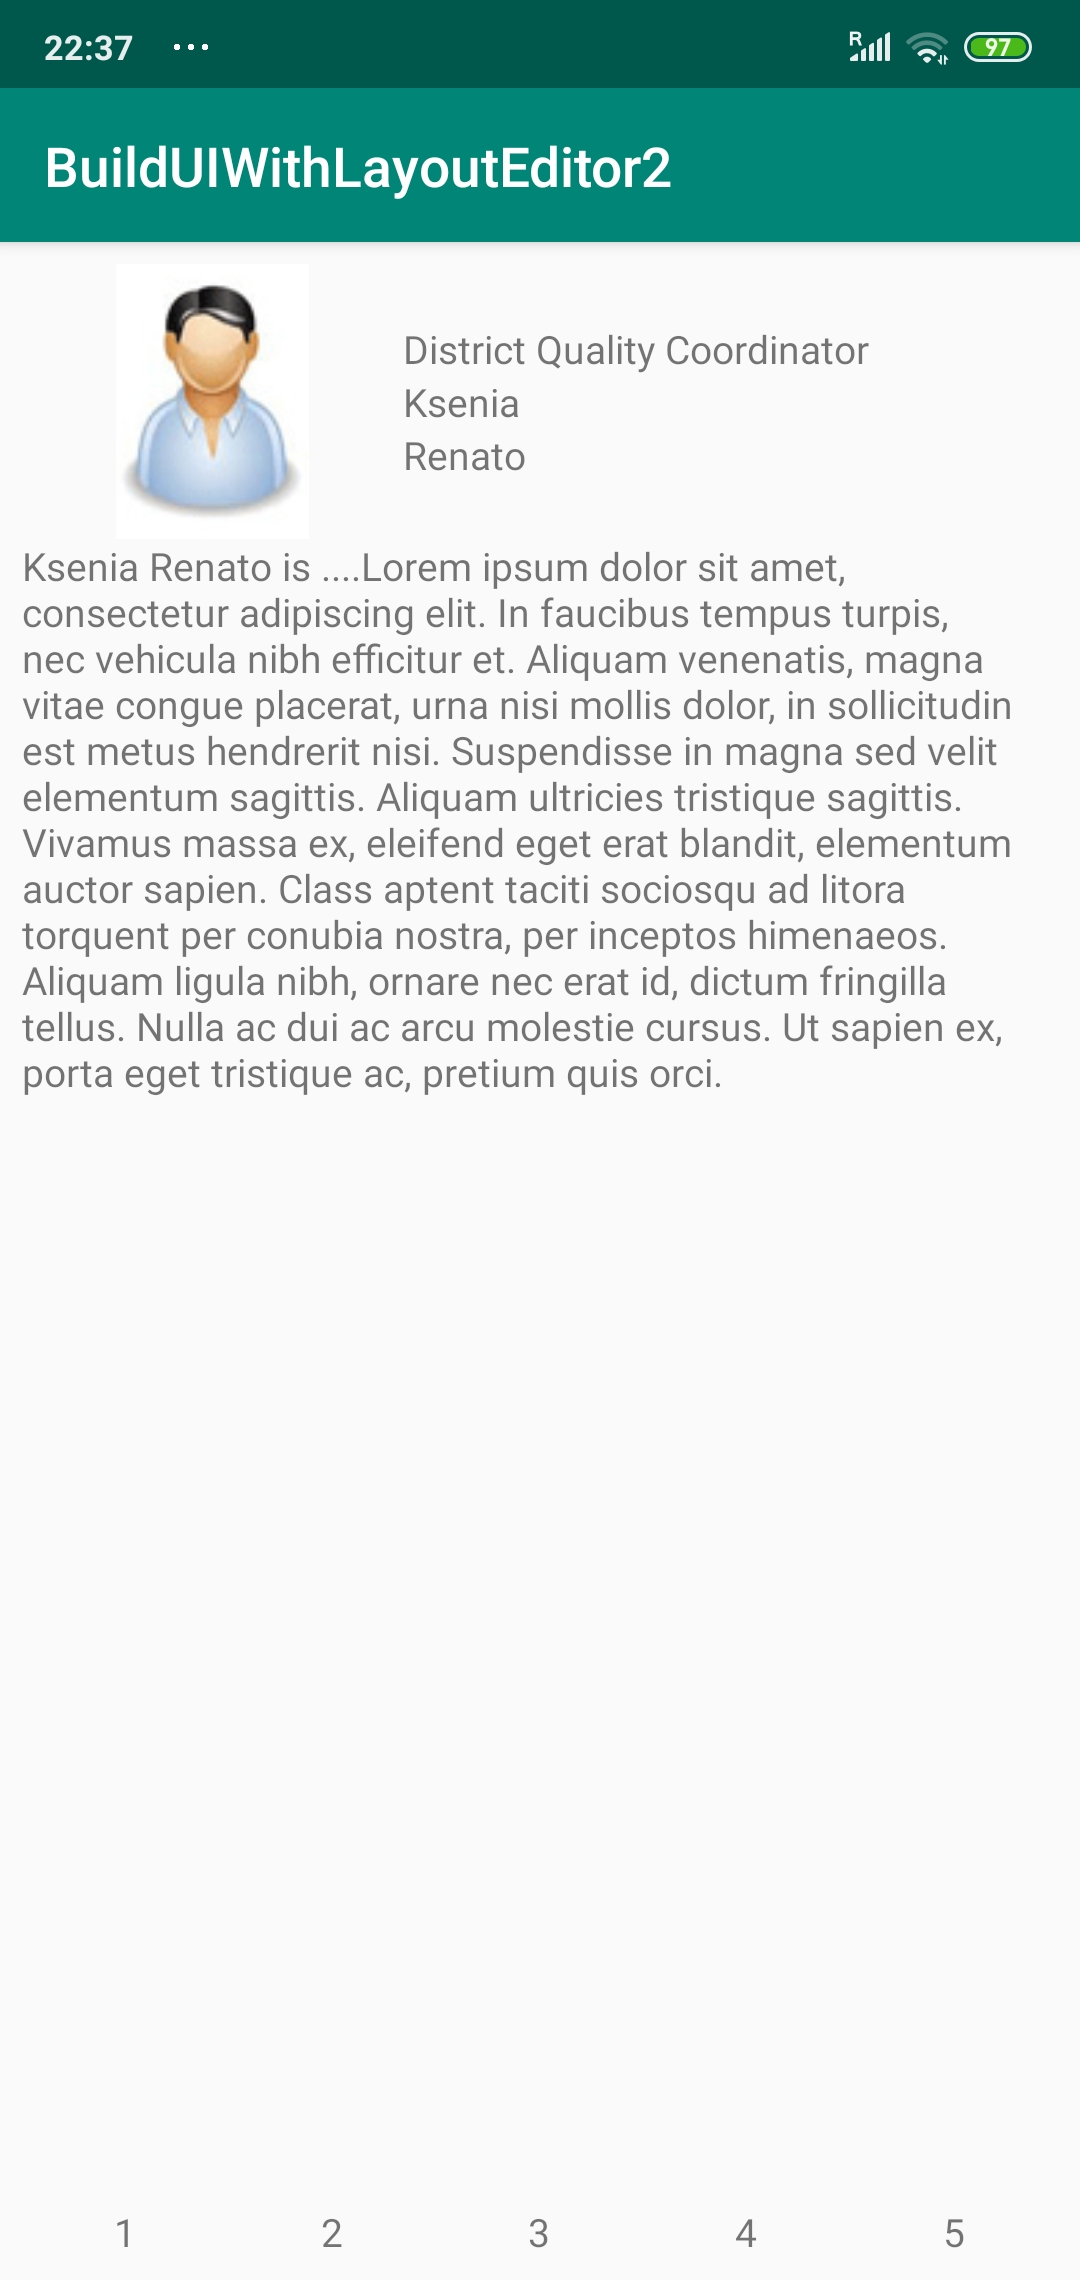 22:37 ... R 97
BuildUIWithLayoutEditor2
District Quality Coordinator
Ksenia
Renato
Ksenia Renato is ....Lorem ipsum dolor sit amet,
consectetur adipiscing elit. In faucibus tempus turpis,
nec vehicula nibh efficitur et. Aliquam venenatis, magna
vitae congue placerat, urna nisi mollis dolor, in sollicitudin
est metus hendrerit nisi. Suspendisse in magna sed velit
elementum sagittis. Aliquam ultricies tristique sagittis.
Vivamus massa ex, eleifend eget erat blandit, elementum
auctor sapien. Class aptent taciti sociosqu ad litora
torquent per conubia nostra, per inceptos himenaeos.
Aliquam ligula nibh, ornare nec erat id, dictum fringilla
tellus. Nulla ac dui ac arcu molestie cursus. Ut sapien ex,
porta eget tristique ac, pretium quis orci.
1 2 3 4 5